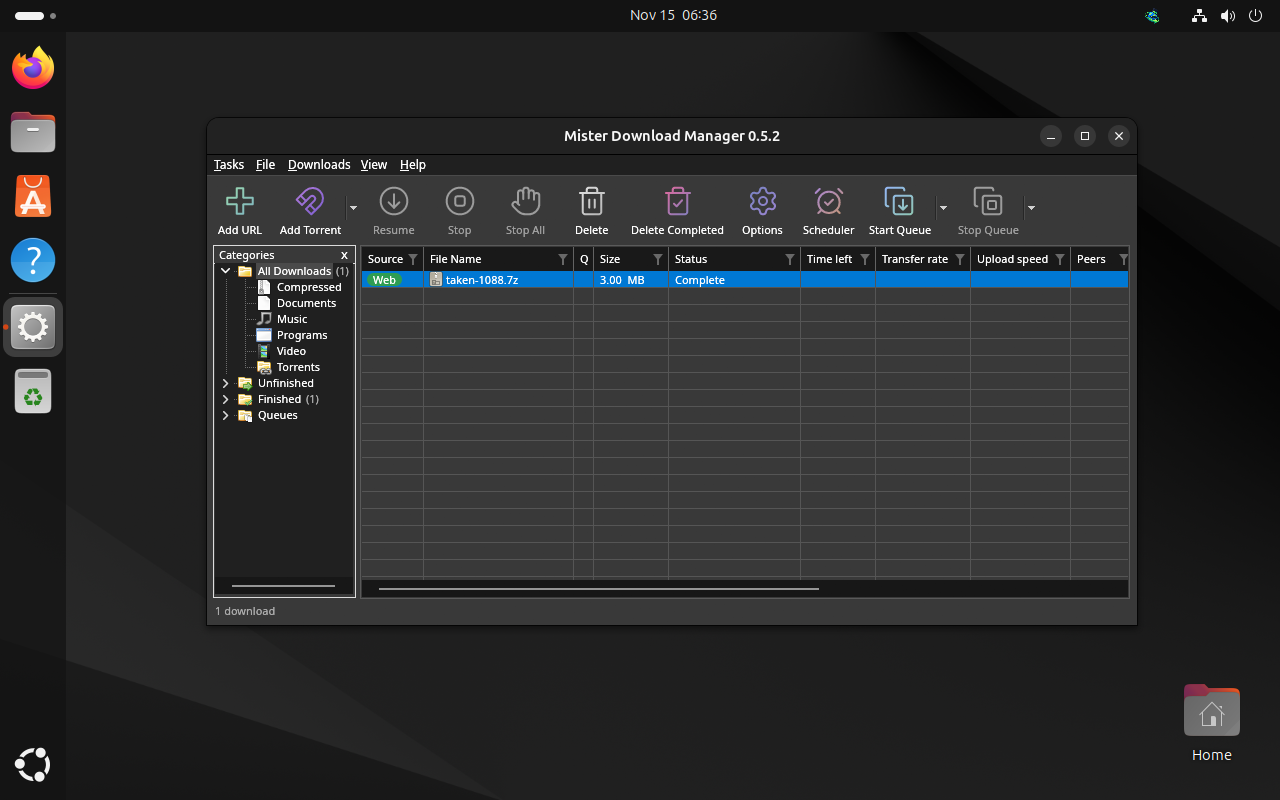 Nov 15 06:36
Mister Download Manager 0.5.2
Tasks File Downloads View Help
Add URL Add Torrent Resume Stop Stop All Delete Delete Completed Options Scheduler Start Queue Stop Queue
Categories X
Source File Name Q Size Status Time left Transfer rate Upload speed Peers
All Downloads (1)
Web taken-1088.7z 3.00 MB Complete
Compressed
Documents
Music
Programs
Video
Torrents
Unfinished
Finished (1)
Queues
1 download
Home